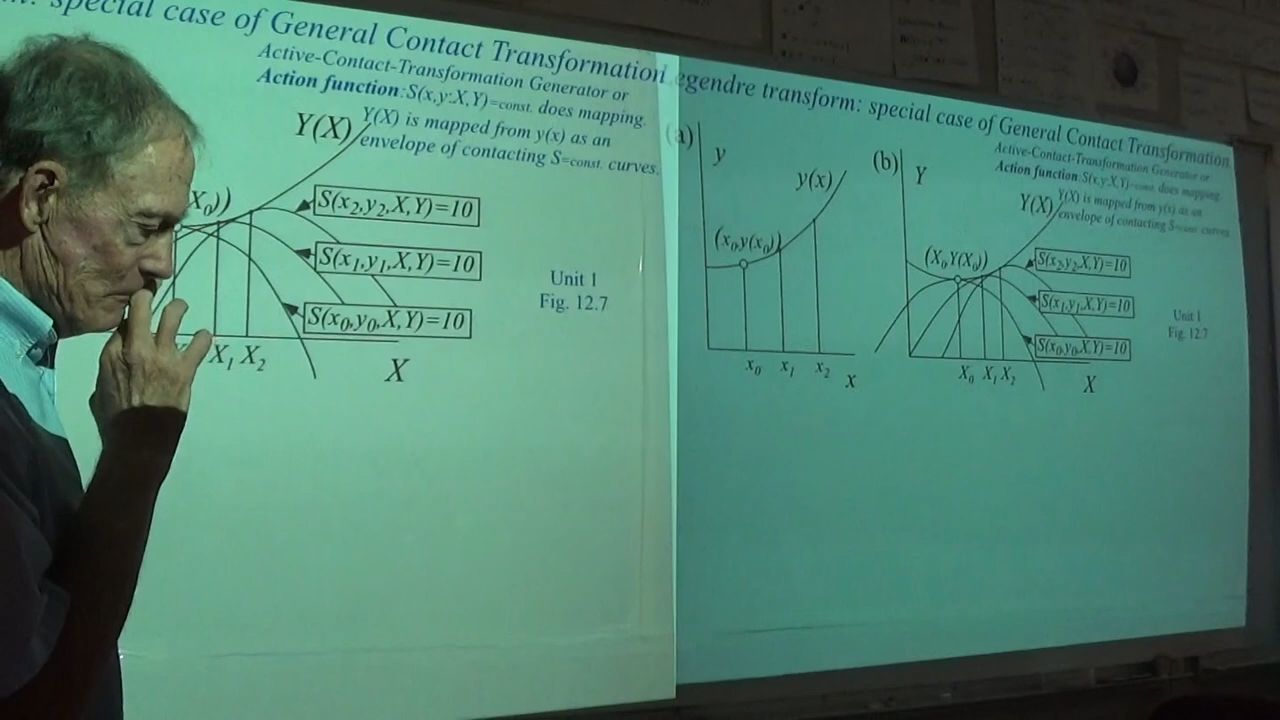 special case of General Contact Transformation
Active-Contact-Transformation Generator or
Action function:S(x,y:X,Y)=const. does mapping.
Y(X) is mapped from y(x) as an
envelope of contacting S=const. curves.
Y(X)
X₀))
S(x₂,y₂,X,Y)=10
S(x₁,y₁,X,Y)=10
S(x₀,y₀,X,Y)=10
Unit 1
Fig. 12.7
X₁ X₂
X
egendre transform: special case of General Contact Transformation
Active-Contact-Transformation Generator or
Action function:S(x,y:X,Y)=const. does mapping.
Y(X) is mapped from y(x) as an
envelope of contacting S=const. curves.
(a)
y
y(x)
(x₀,y(x₀))
x₀ x₁ x₂
x
(b)
Y
Y(X)
(X₀,Y(X₀))
S(x₂,y₂,X,Y)=10
S(x₁,y₁,X,Y)=10
S(x₀,y₀,X,Y)=10
Unit 1
Fig. 12.7
X₀ X₁ X₂
X